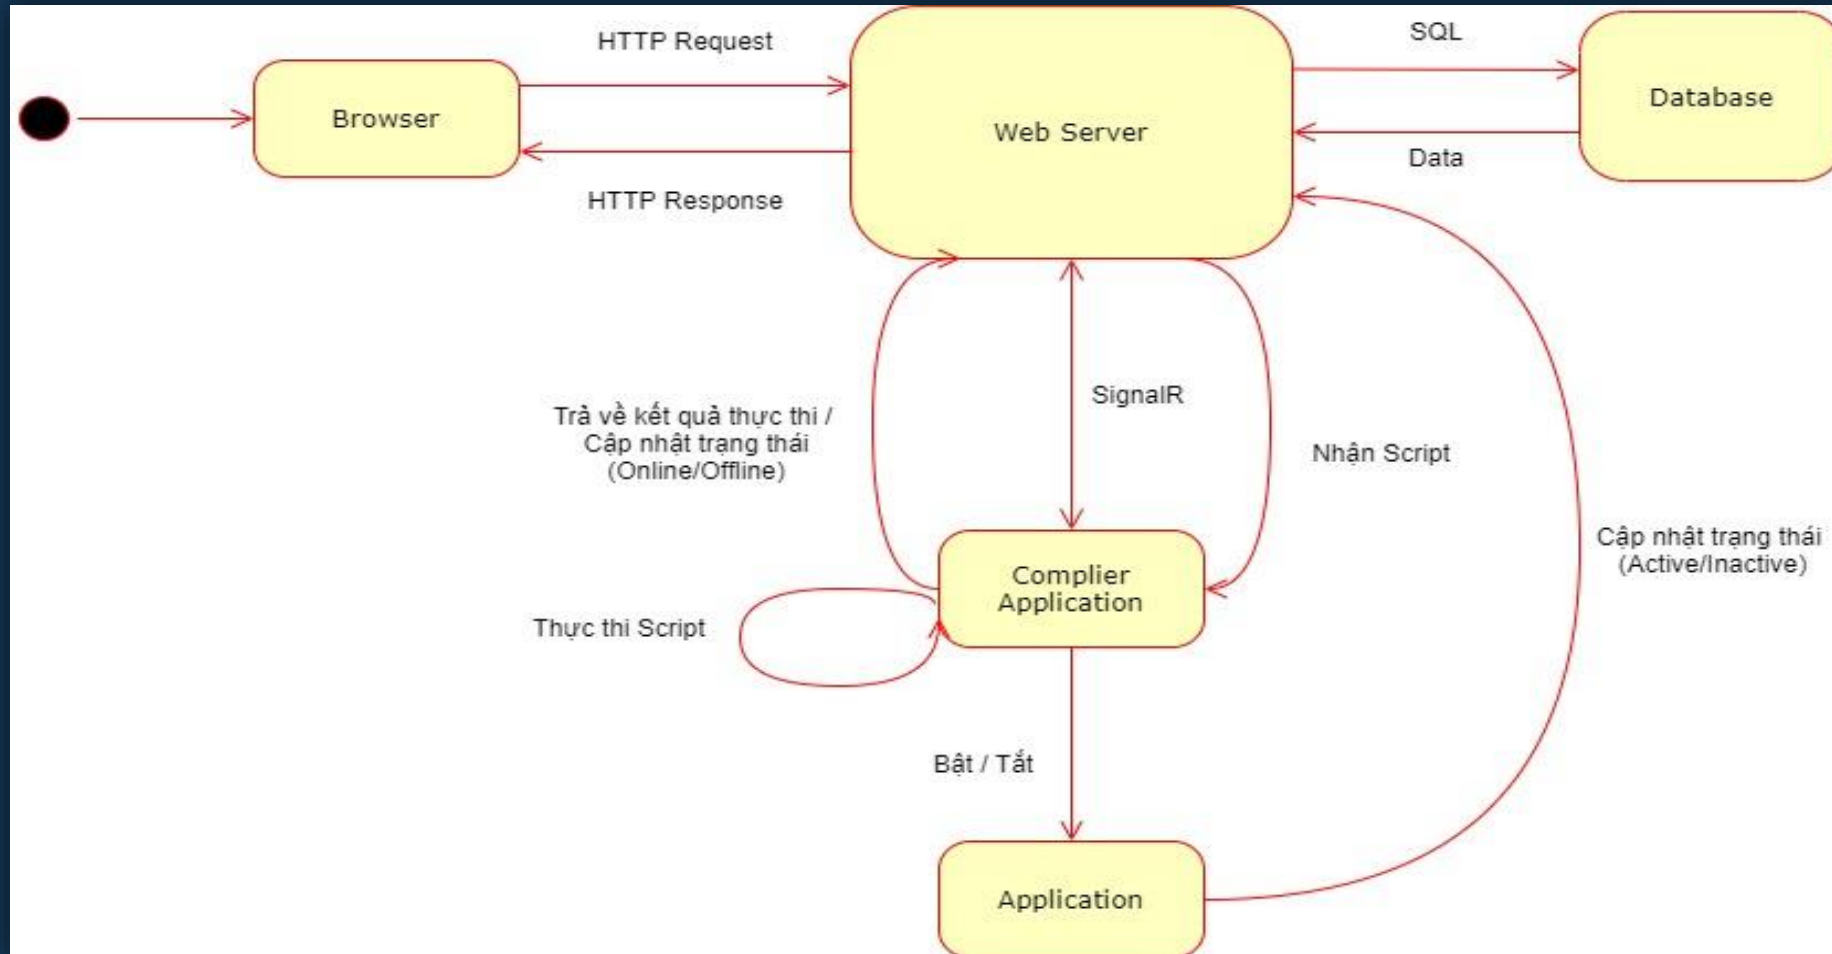 HTTP Request
SQL
Browser
Web Server
Database
Data
HTTP Response
SignalR
Trả về kết quả thực thi /
Cập nhật trạng thái
(Online/Offline)
Nhận Script
Cập nhật trạng thái
(Active/Inactive)
Complier
Application
Thực thi Script
Bật / Tắt
Application